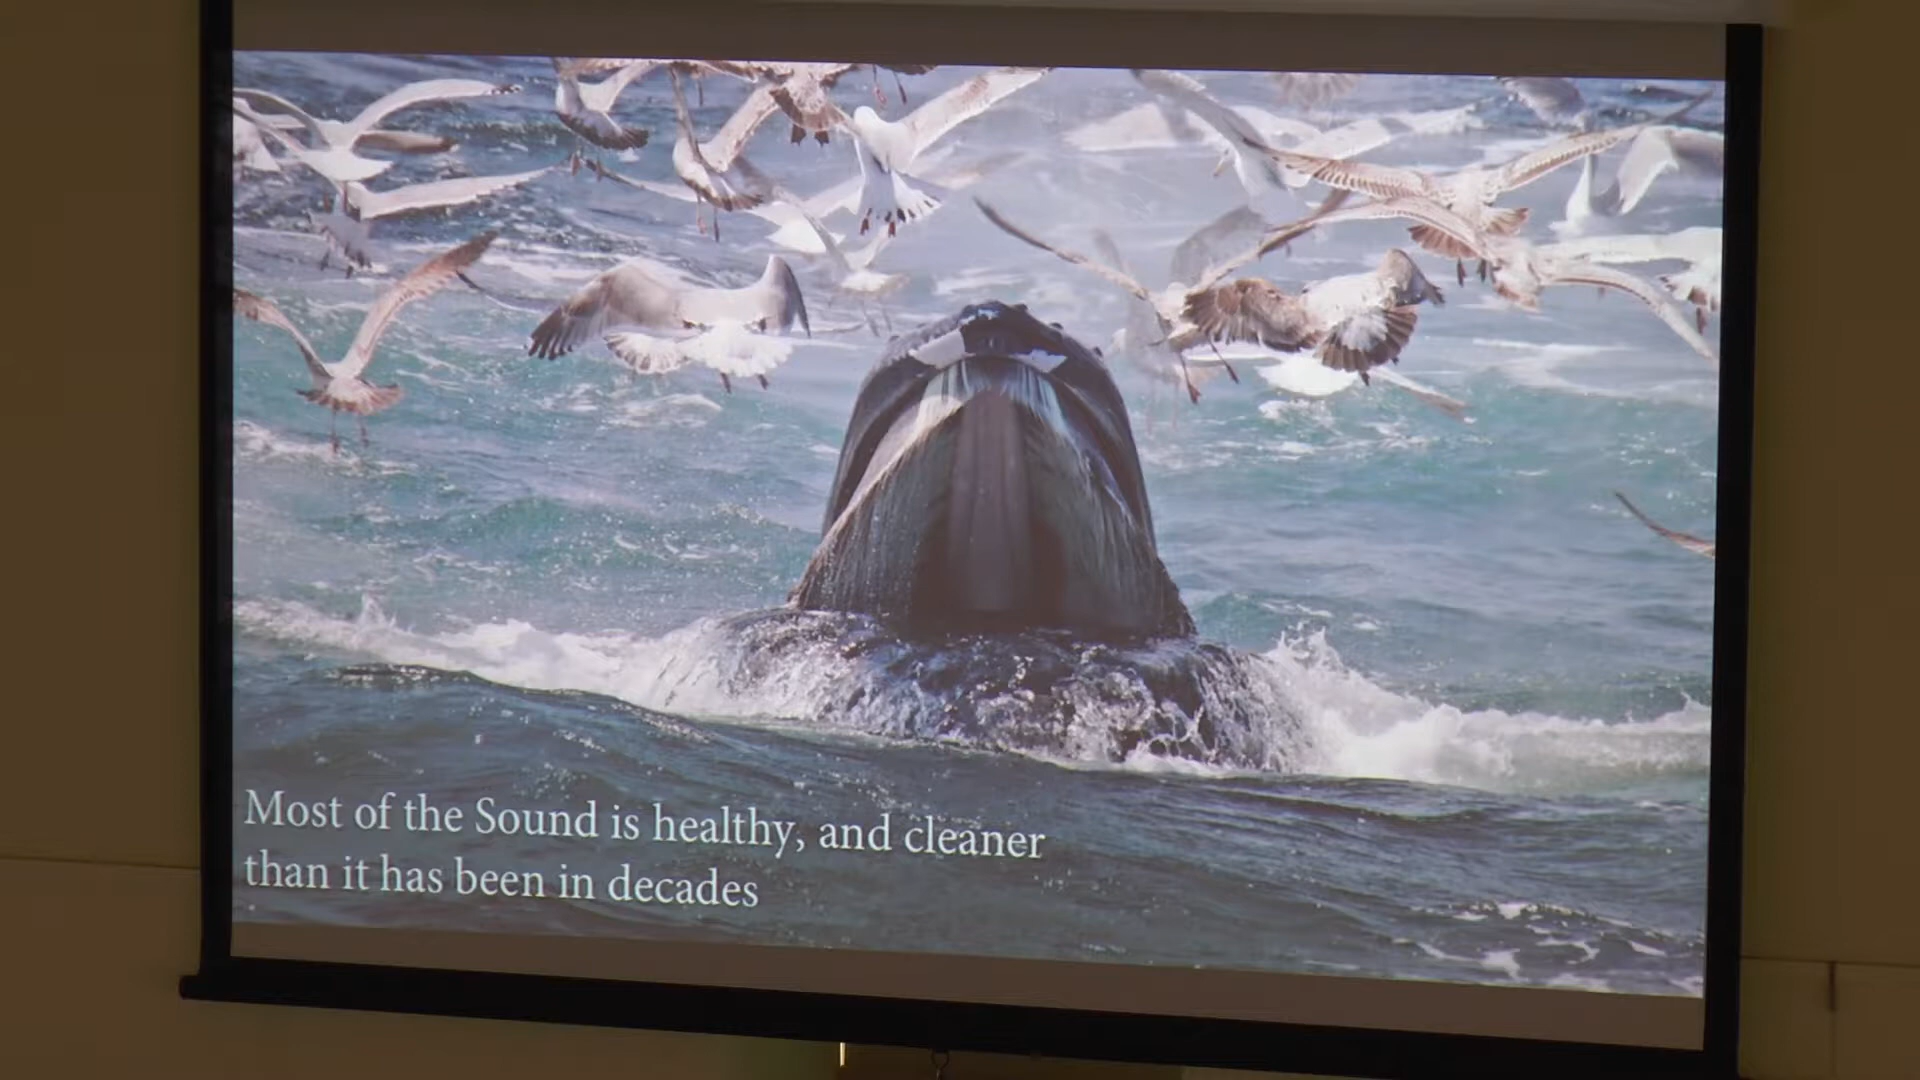 Most of the Sound is healthy, and cleaner
than it has been in decades